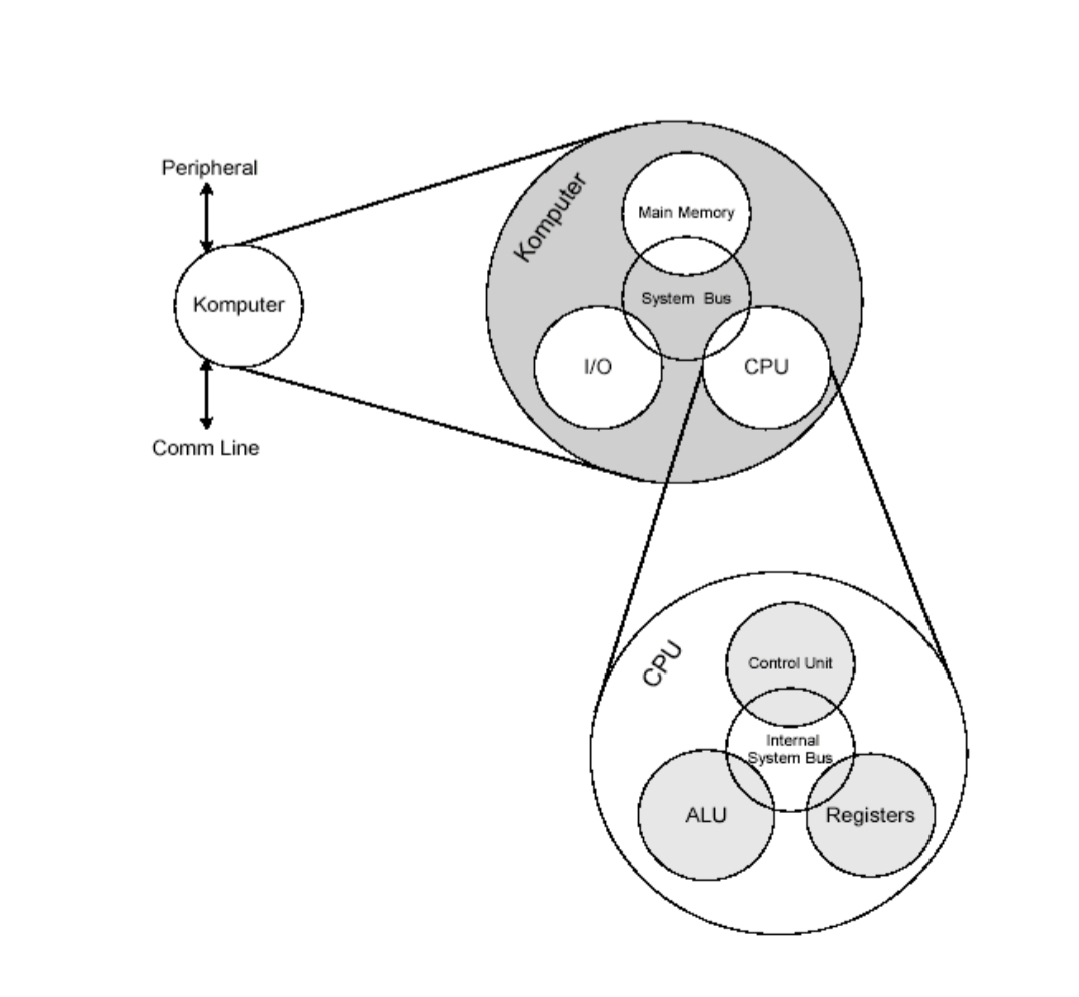 Peripheral
Komputer
Comm Line
Komputer
Main Memory
System Bus
I/O
CPU
CPU
Control Unit
Internal
System Bus
ALU
Registers